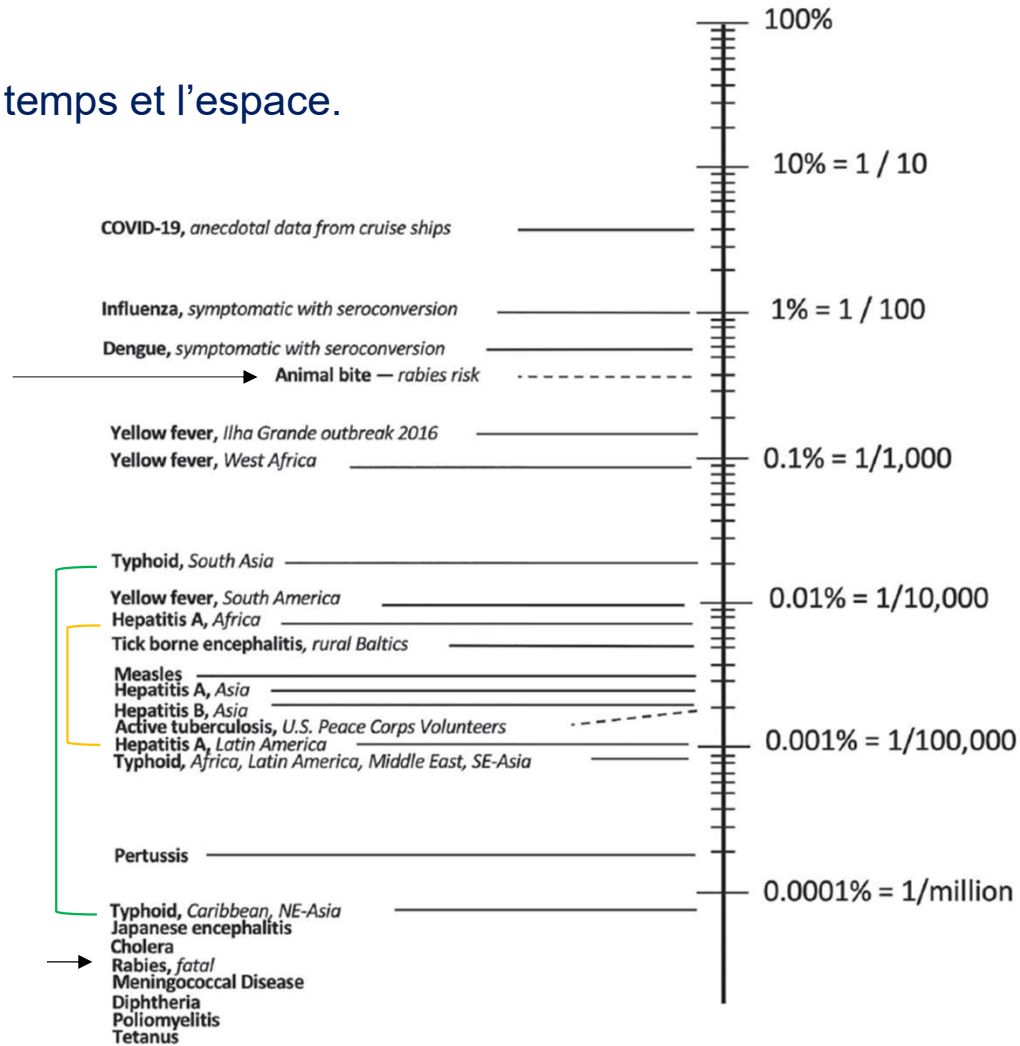 100%
temps et l’espace.
10% = 1 / 10
COVID-19, anecdotal data from cruise ships
Influenza, symptomatic with seroconversion
1% = 1 / 100
Dengue, symptomatic with seroconversion
Animal bite — rabies risk
Yellow fever, Ilha Grande outbreak 2016
Yellow fever, West Africa
0.1% = 1/1,000
Typhoid, South Asia
Yellow fever, South America
0.01% = 1/10,000
Hepatitis A, Africa
Tick borne encephalitis, rural Baltics
Measles
Hepatitis A, Asia
Hepatitis B, Asia
Active tuberculosis, U.S. Peace Corps Volunteers
Hepatitis A, Latin America
0.001% = 1/100,000
Typhoid, Africa, Latin America, Middle East, SE-Asia
Pertussis
0.0001% = 1/million
Typhoid, Caribbean, NE-Asia
Japanese encephalitis
Cholera
Rabies, fatal
Meningococcal Disease
Diphtheria
Poliomyelitis
Tetanus